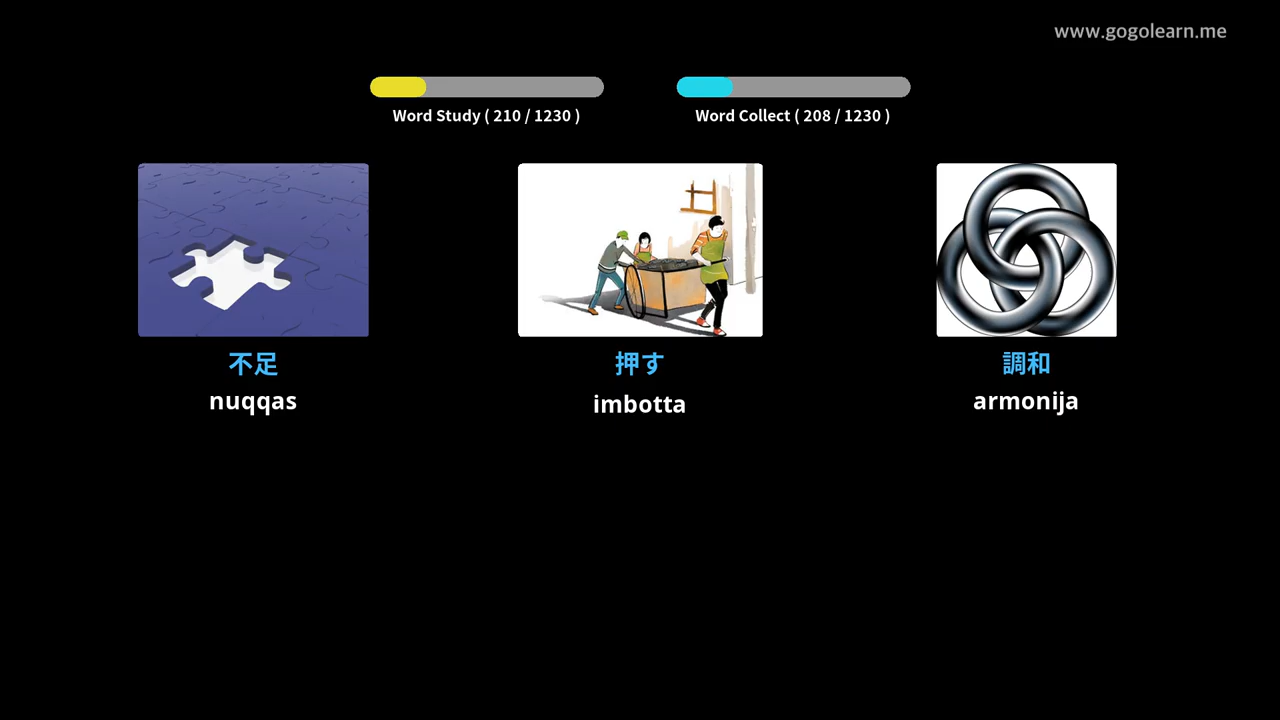 www.gogolearn.me
Word Study ( 210 / 1230 )
Word Collect ( 208 / 1230 )
不足
nuqqas
押す
imbotta
調和
armonija